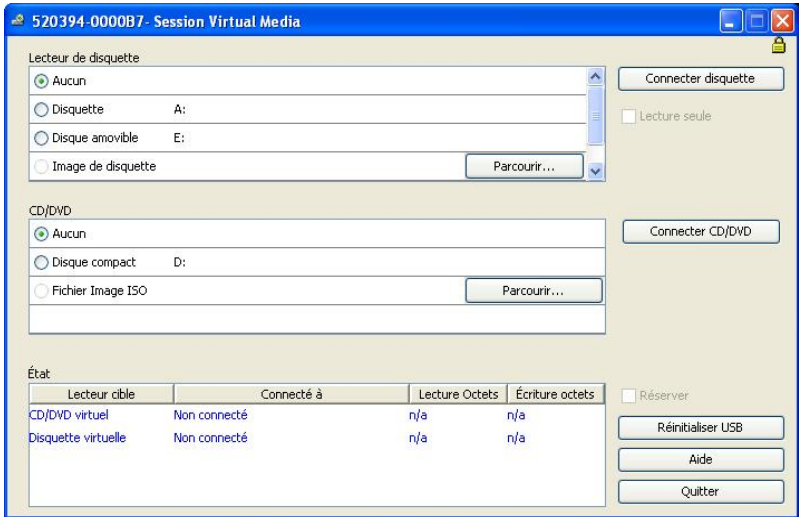 520394-0000B7- Session Virtual Media
Lecteur de disquette
Aucun
Connecter disquette
Disquette A:
Lecture seule
Disque amovible E:
Image de disquette Parcourir...
CD/DVD
Aucun
Connecter CD/DVD
Disque compact D:
Fichier Image ISO Parcourir...
État
Lecteur cible Connecté à Lecture Octets Écriture octets
Réserver
CD/DVD virtuel Non connecté n/a n/a
Disquette virtuelle Non connecté n/a n/a
Réinitialiser USB
Aide
Quitter